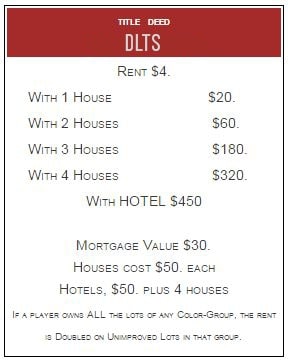 TITLE DEED
DLTS
RENT $4.
WITH 1 HOUSE $20.
WITH 2 HOUSES $60.
WITH 3 HOUSES $180.
WITH 4 HOUSES $320.
WITH HOTEL $450
MORTGAGE VALUE $30.
HOUSES COST $50. EACH
HOTELS, $50. PLUS 4 HOUSES
IF A PLAYER OWNS ALL THE LOTS OF ANY COLOR-GROUP, THE RENT
IS DOUBLED ON UNIMPROVED LOTS IN THAT GROUP.